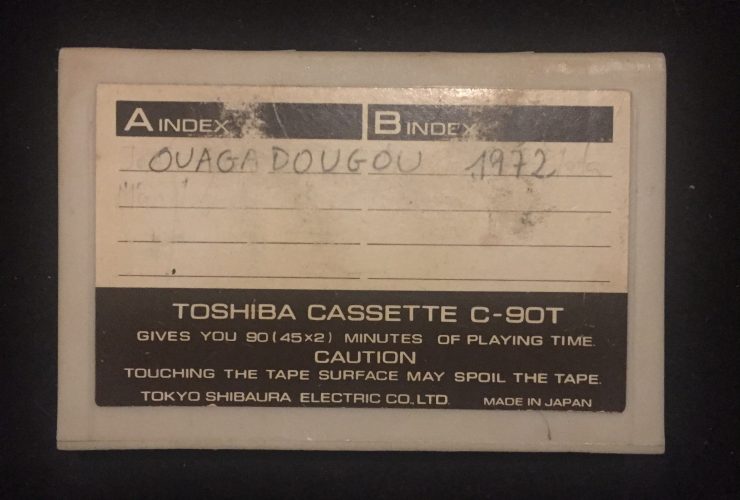 A INDEX B INDEX
OUAGADOUGOU 1972
TOSHIBA CASSETTE C-90T
GIVES YOU 90 (45×2) MINUTES OF PLAYING TIME.
CAUTION
TOUCHING THE TAPE SURFACE MAY SPOIL THE TAPE.
TOKYO SHIBAURA ELECTRIC CO., LTD. MADE IN JAPAN